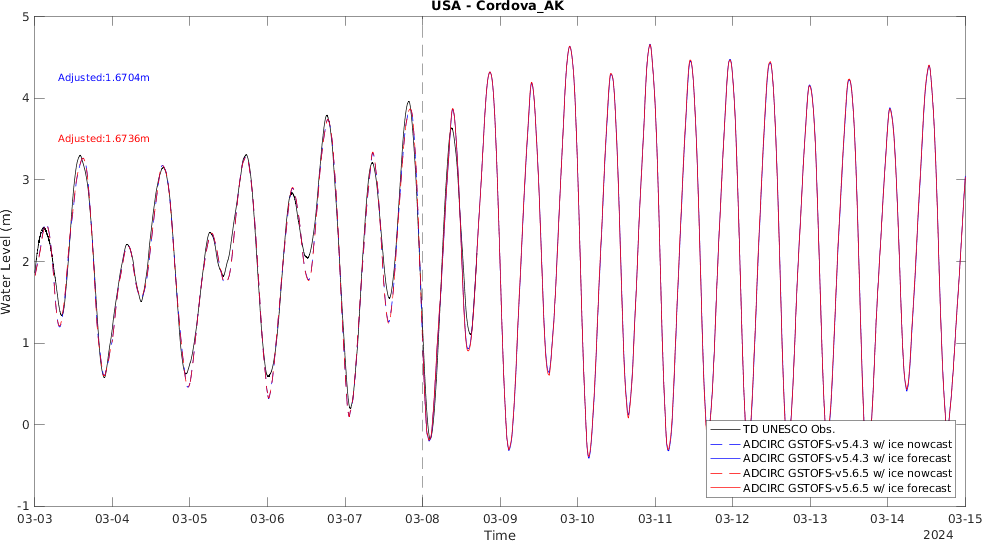 USA - Cordova_AK
5
4
3
2
1
0
-1
Water Level (m)
Adjusted:1.6704m
Adjusted:1.6736m
TD UNESCO Obs.
ADCIRC GSTOFS-v5.4.3 w/ ice nowcast
ADCIRC GSTOFS-v5.4.3 w/ ice forecast
ADCIRC GSTOFS-v5.6.5 w/ ice nowcast
ADCIRC GSTOFS-v5.6.5 w/ ice forecast
03-03 03-04 03-05 03-06 03-07 03-08 03-09 03-10 03-11 03-12 03-13 03-14 03-15
Time
2024